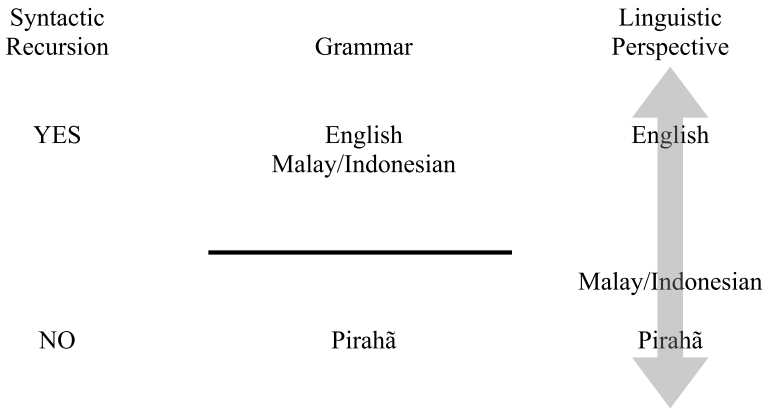 Syntactic
Recursion
Grammar
Linguistic
Perspective
YES
English
Malay/Indonesian
English
Malay/Indonesian
NO
Pirahã
Pirahã